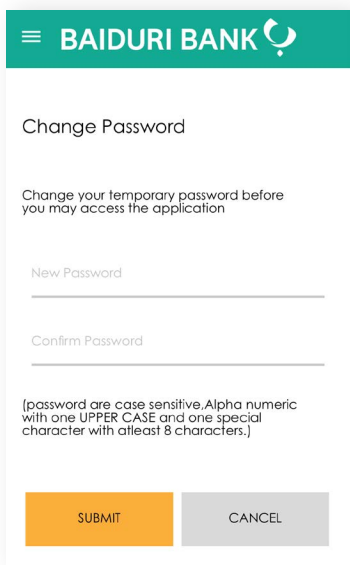 BAIDURI BANK
Change Password
Change your temporary password before
you may access the application
New Password
Confirm Password
(password are case sensitive,Alpha numeric
with one UPPER CASE and one special
character with atleast 8 characters.)
SUBMIT
CANCEL